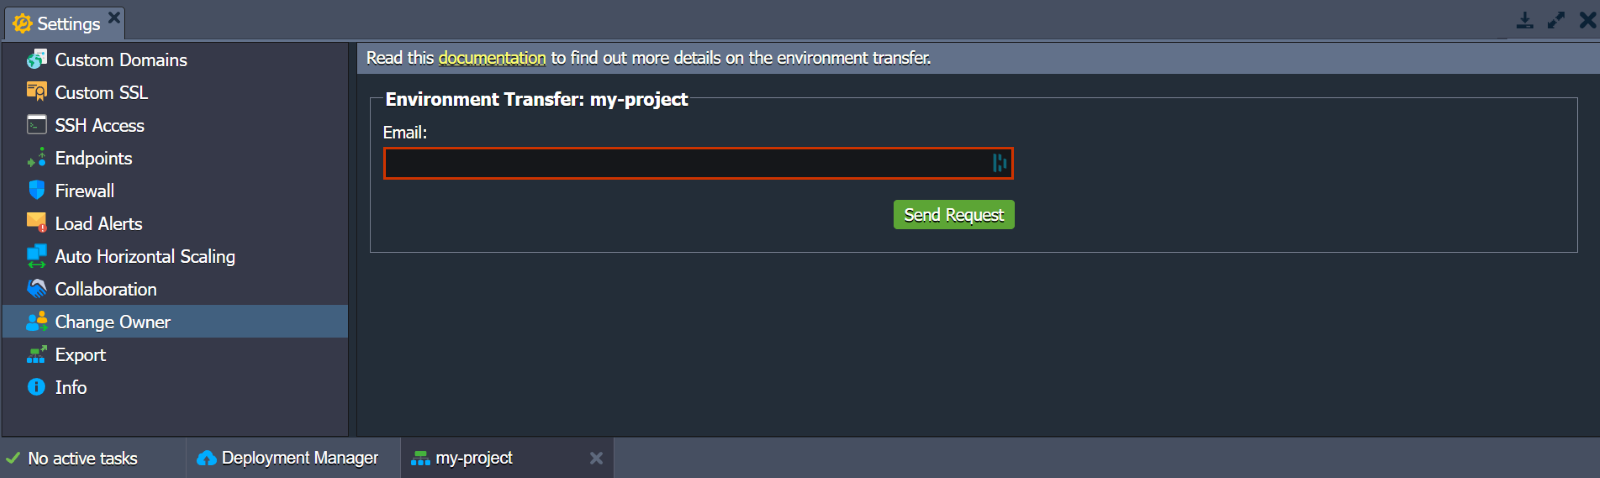 Settings
Custom Domains
Custom SSL
SSH Access
Endpoints
Firewall
Load Alerts
Auto Horizontal Scaling
Collaboration
Change Owner
Export
Info
Read this documentation to find out more details on the environment transfer.
Environment Transfer: my-project
Email:
Send Request
No active tasks
Deployment Manager
my-project